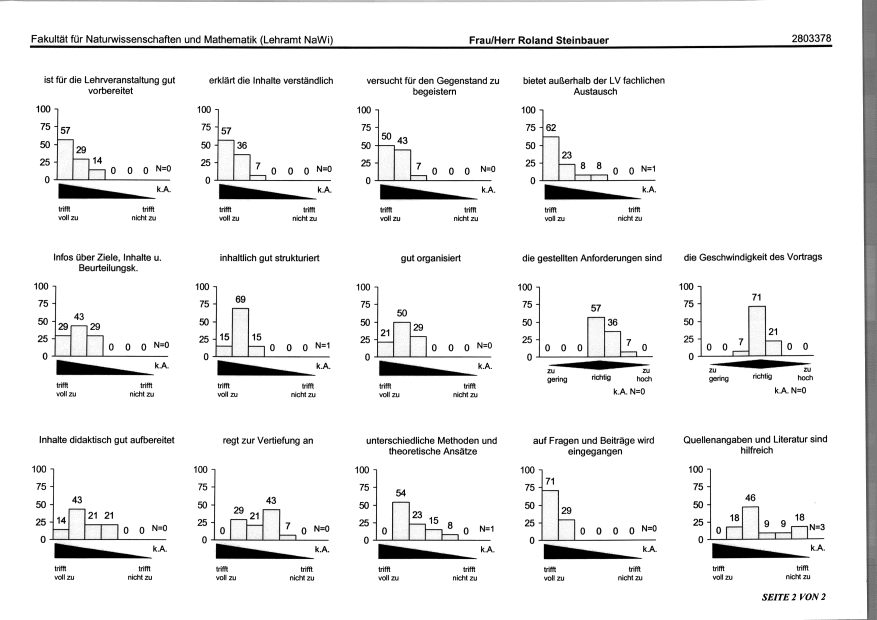 Fakultät für Naturwissenschaften und Mathematik (Lehramt NaWi) Frau/Herr Roland Steinbauer 2803378
ist für die Lehrveranstaltung gut vorbereitet
100
75
50
25
0
57 29 14 0 0 0 N=0
k.A.
trifft voll zu
trifft nicht zu
erklärt die Inhalte verständlich
100
75
50
25
0
57 36 7 0 0 0 N=0
k.A.
trifft voll zu
trifft nicht zu
versucht für den Gegenstand zu begeistern
100
75
50
25
0
50 43 7 0 0 0 N=0
k.A.
trifft voll zu
trifft nicht zu
bietet außerhalb der LV fachlichen Austausch
100
75
50
25
0
62 23 8 8 0 0 N=1
k.A.
trifft voll zu
trifft nicht zu
Infos über Ziele, Inhalte u. Beurteilungsk.
100
75
50
25
0
29 43 29 0 0 0 N=0
k.A.
trifft voll zu
trifft nicht zu
inhaltlich gut strukturiert
100
75
50
25
0
15 69 15 0 0 0 N=1
k.A.
trifft voll zu
trifft nicht zu
gut organisiert
100
75
50
25
0
21 50 29 0 0 0 N=0
k.A.
trifft voll zu
trifft nicht zu
die gestellten Anforderungen sind
100
75
50
25
0
0 0 0 57 36 7 0
zu gering
richtig
zu hoch
k.A. N=0
die Geschwindigkeit des Vortrags
100
75
50
25
0
0 0 7 71 21 0 0
zu gering
richtig
zu hoch
k.A. N=0
Inhalte didaktisch gut aufbereitet
100
75
50
25
0
14 43 21 21 0 0 N=0
k.A.
trifft voll zu
trifft nicht zu
regt zur Vertiefung an
100
75
50
25
0
0 29 21 43 7 0 N=0
k.A.
trifft voll zu
trifft nicht zu
unterschiedliche Methoden und theoretische Ansätze
100
75
50
25
0
0 54 23 15 8 0 N=1
k.A.
trifft voll zu
trifft nicht zu
auf Fragen und Beiträge wird eingegangen
100
75
50
25
0
71 29 0 0 0 0 N=0
k.A.
trifft voll zu
trifft nicht zu
Quellenangaben und Literatur sind hilfreich
100
75
50
25
0
0 18 46 9 9 18 N=3
k.A.
trifft voll zu
trifft nicht zu
SEITE 2 VON 2